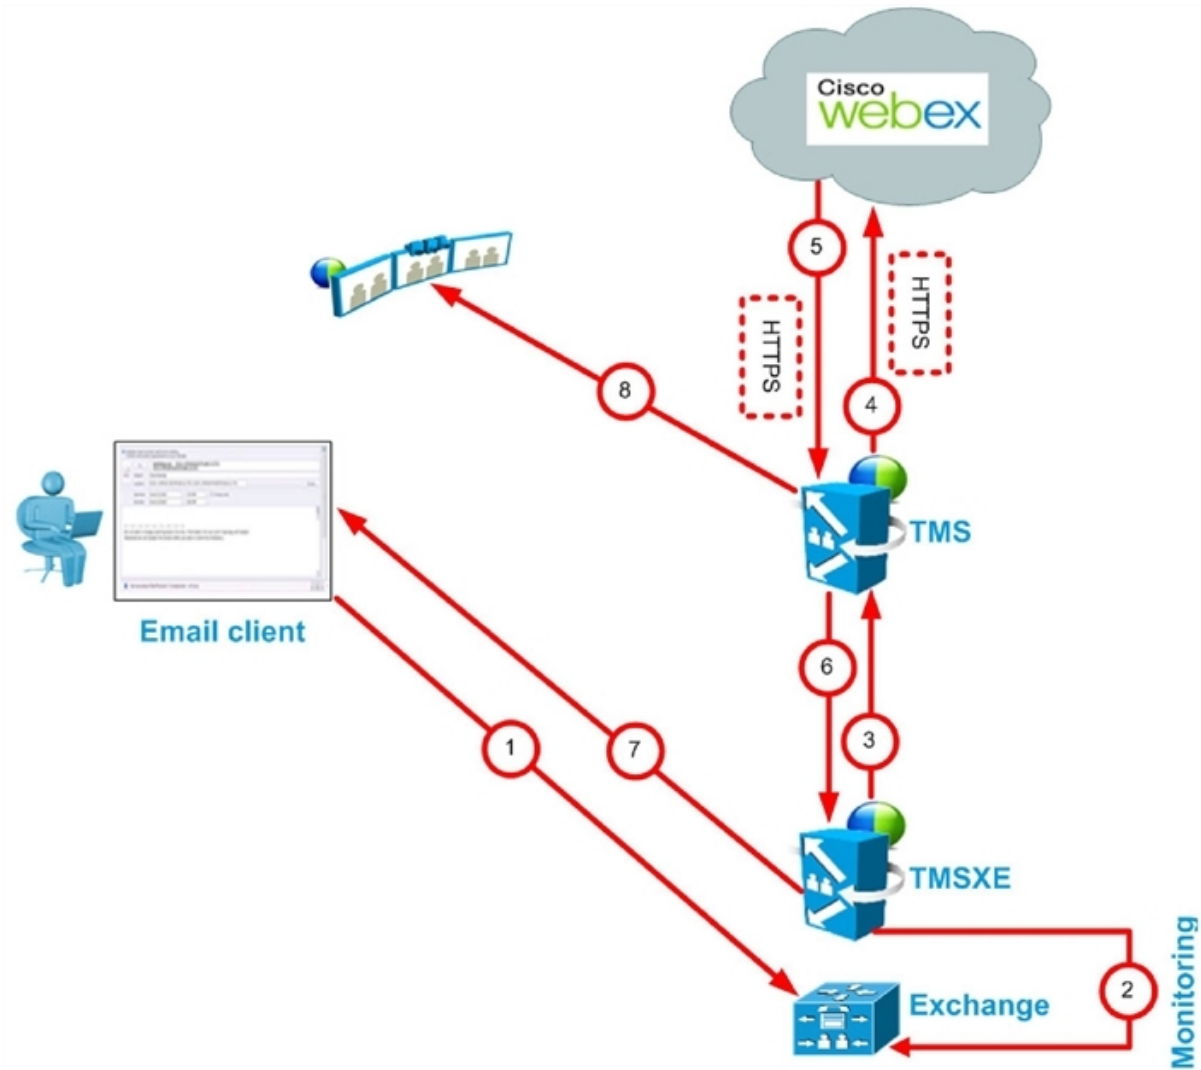 Cisco
webex
5
HTTPS
HTTPS
4
8
TMS
Email client
6
3
1
7
TMSXE
Monitoring
2
Exchange